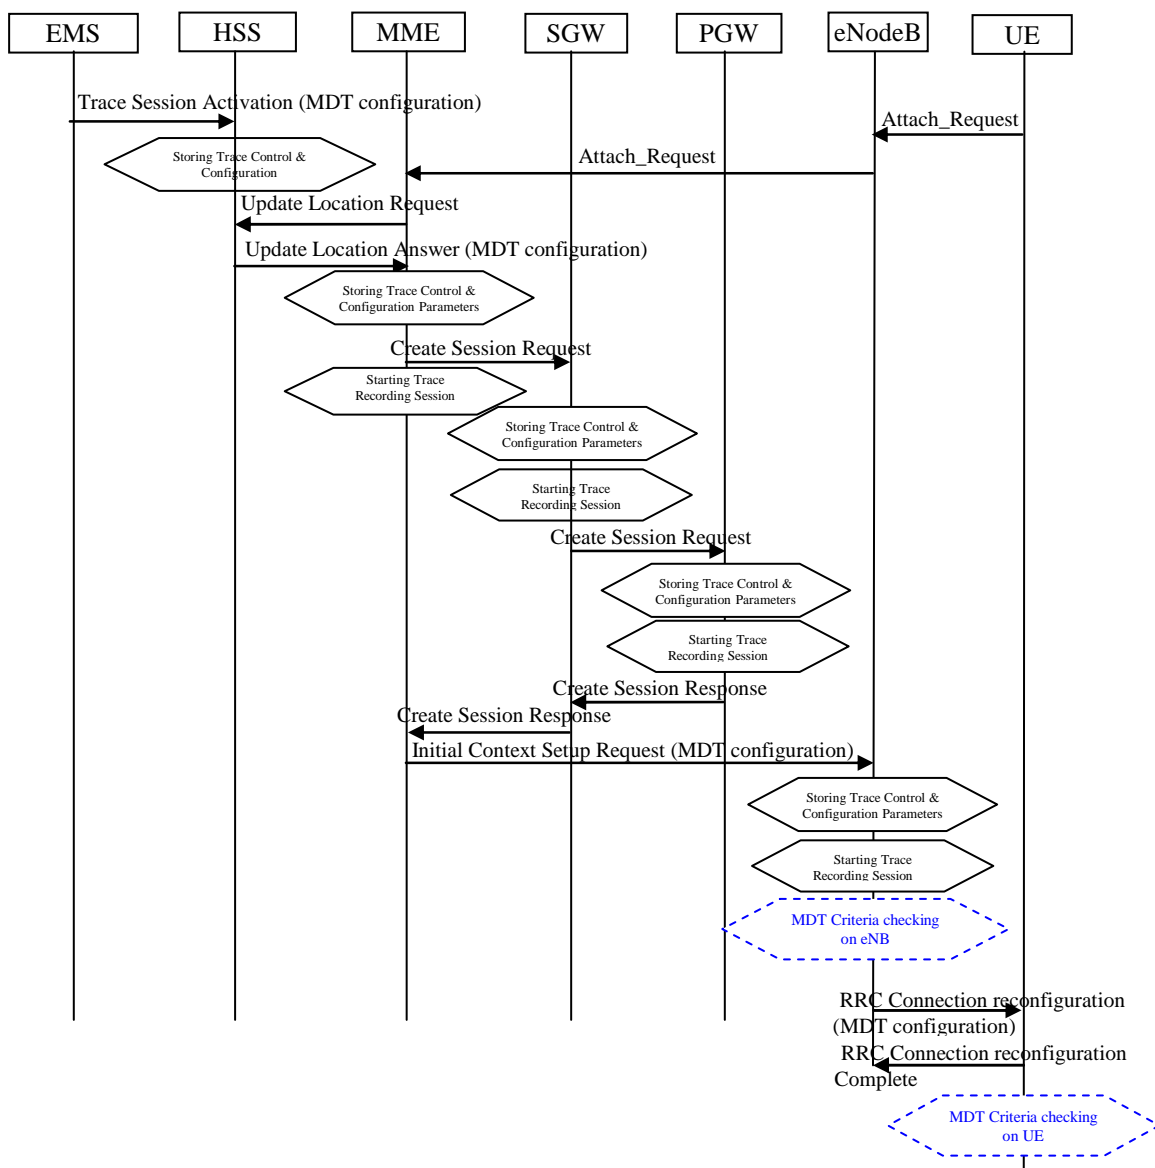 EMS
HSS
MME
SGW
PGW
eNodeB
UE
Trace Session Activation (MDT configuration)
Attach_Request
Storing Trace Control &
Configuration
Attach_Request
Update Location Request
Update Location Answer (MDT configuration)
Storing Trace Control &
Configuration Parameters
Create Session Request
Starting Trace
Recording Session
Storing Trace Control &
Configuration Parameters
Starting Trace
Recording Session
Create Session Request
Storing Trace Control &
Configuration Parameters
Starting Trace
Recording Session
Create Session Response
Create Session Response
Initial Context Setup Request (MDT configuration)
Storing Trace Control &
Configuration Parameters
Starting Trace
Recording Session
MDT Criteria checking
on eNB
RRC Connection reconfiguration
(MDT configuration)
RRC Connection reconfiguration
Complete
MDT Criteria checking
on UE